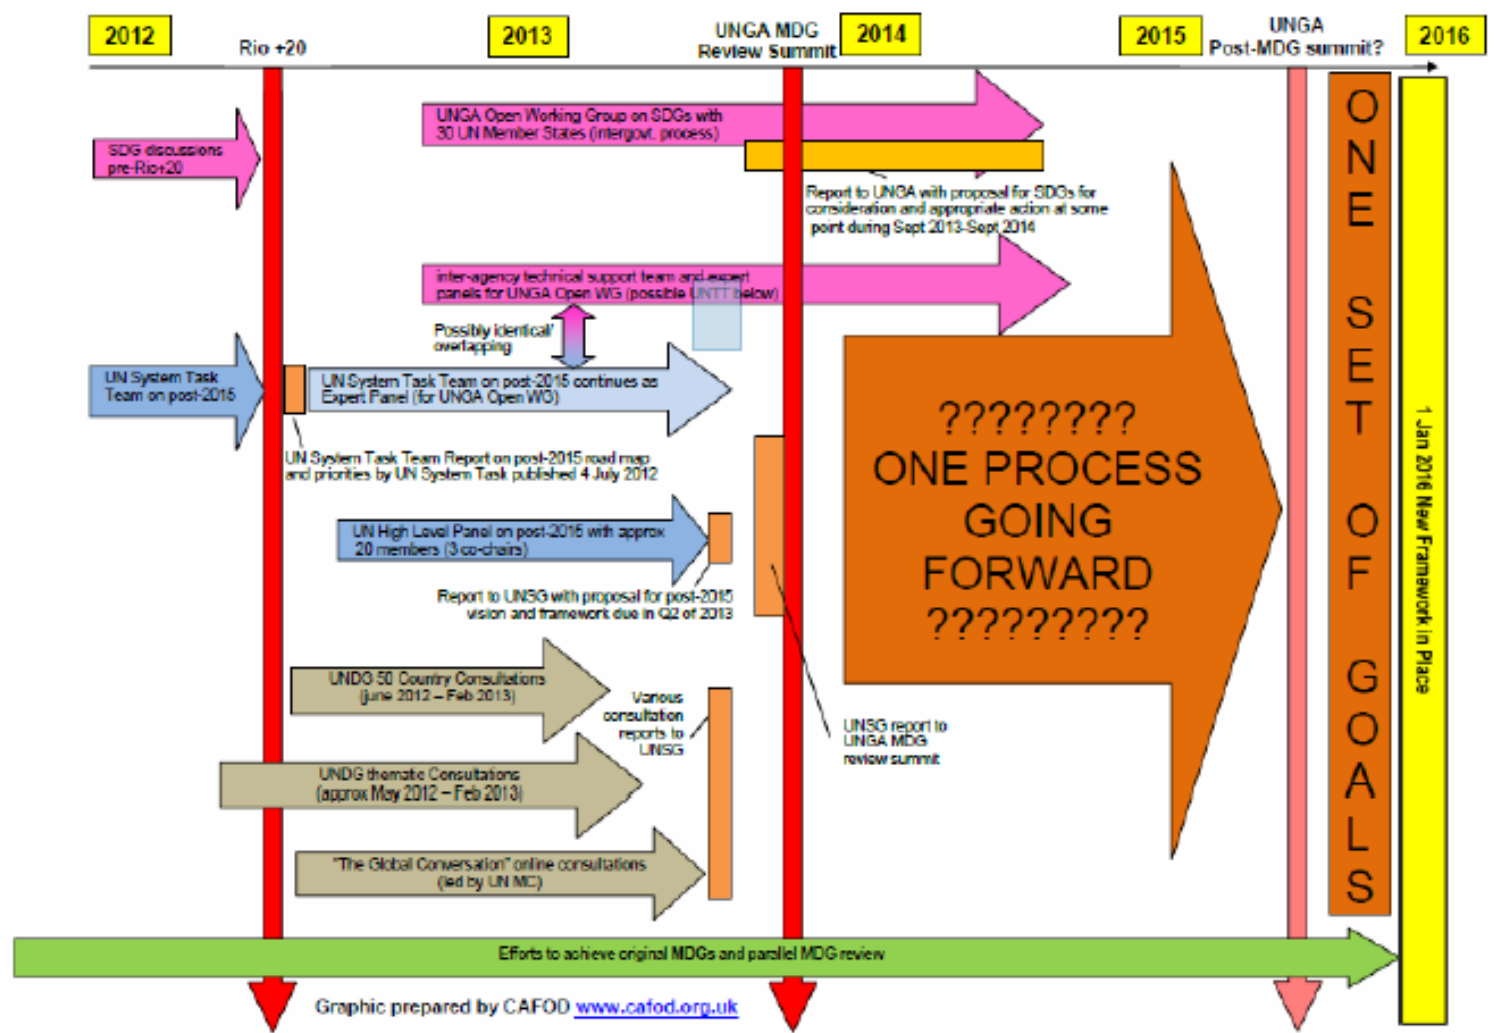 2012
Rio +20
2013
UNGA MDG
Review Summit
2014
2015
UNGA
Post-MDG summit?
2016
SDG discussions
pre-Rio+20
UNGA Open Working Group on SDGs with
30 UN Member States (intergovt. process)
Report to UNGA with proposal for SDGs for
consideration and appropriate action at some
point during Sept 2013-Sept 2014
inter-agency technical support team and expert
panels for UNGA Open WG (possible UNTT below)
Possibly identical/
overlapping
UN System Task
Team on post-2015
UN System Task Team on post-2015 continues as
Expert Panel (for UNGA Open WG)
UN System Task Team Report on post-2015 road map
and priorities by UN System Task published 4 July 2012
UN High Level Panel on post-2015 with approx
20 members (3 co-chairs)
Report to UNSG with proposal for post-2015
vision and framework due in Q2 of 2013
????????
ONE PROCESS
GOING
FORWARD
?????????
UNDG 50 Country Consultations
(june 2012 – Feb 2013)
Various
consultation
reports to
UNSG
UNSG report to
UNGA MDG
review summit
UNDG thematic Consultations
(approx May 2012 – Feb 2013)
"The Global Conversation" online consultations
(led by UN MC)
ONE SET OF GOALS
1 Jan 2016 New Framework in Place
Efforts to achieve original MDGs and parallel MDG review
Graphic prepared by CAFOD www.cafod.org.uk